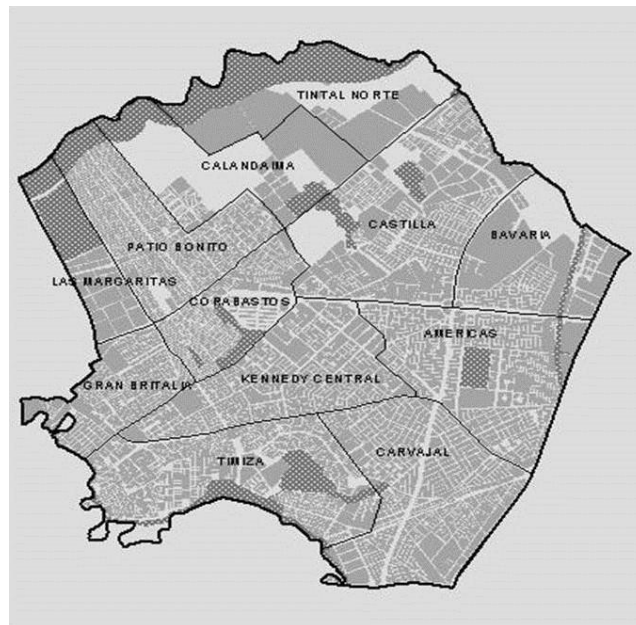 TINTAL NORTE
CALANDAIMA
CASTILLA
BAVARIA
PATIO BONITO
LAS MARGARITAS
CORABASTOS
AMERICAS
GRAN BRITALIA
KENNEDY CENTRAL
TIMIZA
CARVAJAL